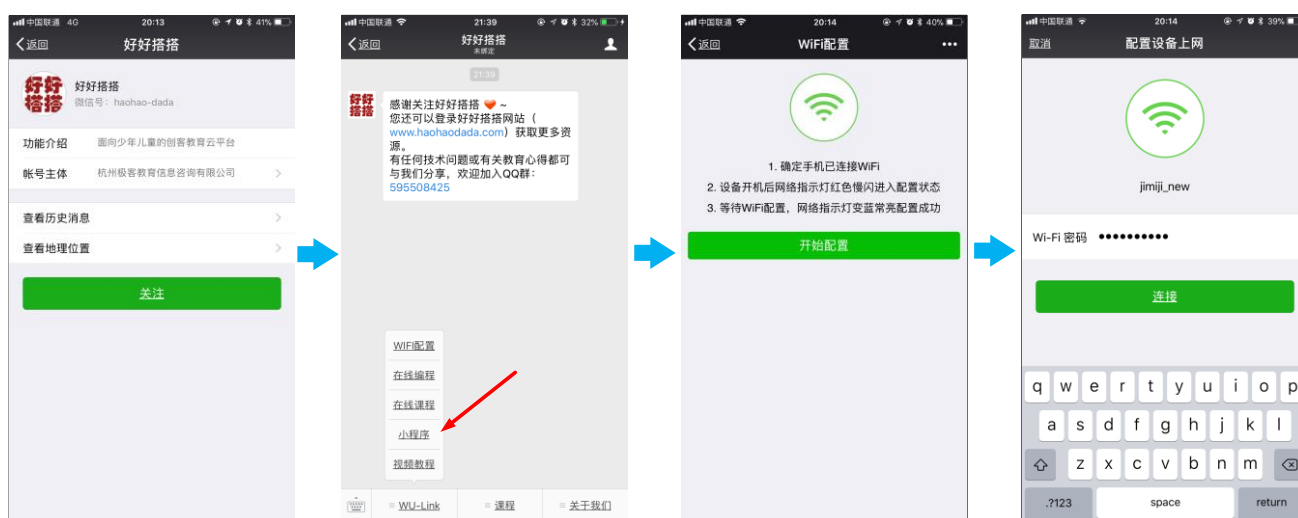 中国联通 4G 20:13 41%
返回 好好搭搭
好好
搭搭
好好搭搭
微信号: haohao-dada
功能介绍 面向少年儿童的创客教育云平台
帐号主体 杭州极客教育信息咨询有限公司
查看历史消息
查看地理位置
关注
中国联通 21:39 32%
返回 好好搭搭
未绑定
21:39
好好
搭搭
感谢关注好好搭搭 ~
您还可以登录好好搭搭网站（
www.haohaodada.com）获取更多资
源。
有任何技术问题或有关教育心得都可
与我们分享，欢迎加入QQ群：
595508425
WIFI配置
在线编程
在线课程
小程序
视频教程
WU-Link 课程 关于我们
中国联通 20:14 40%
返回 WiFi配置
1. 确定手机已连接WiFi
2. 设备开机后网络指示灯红色慢闪进入配置状态
3. 等待WiFi配置，网络指示灯变蓝常亮配置成功
开始配置
中国联通 20:14 39%
取消 配置设备上网
jimiji_new
Wi-Fi 密码 ••••••••••
连接
q w e r t y u i o p
a s d f g h j k l
z x c v b n m
.?123 space return